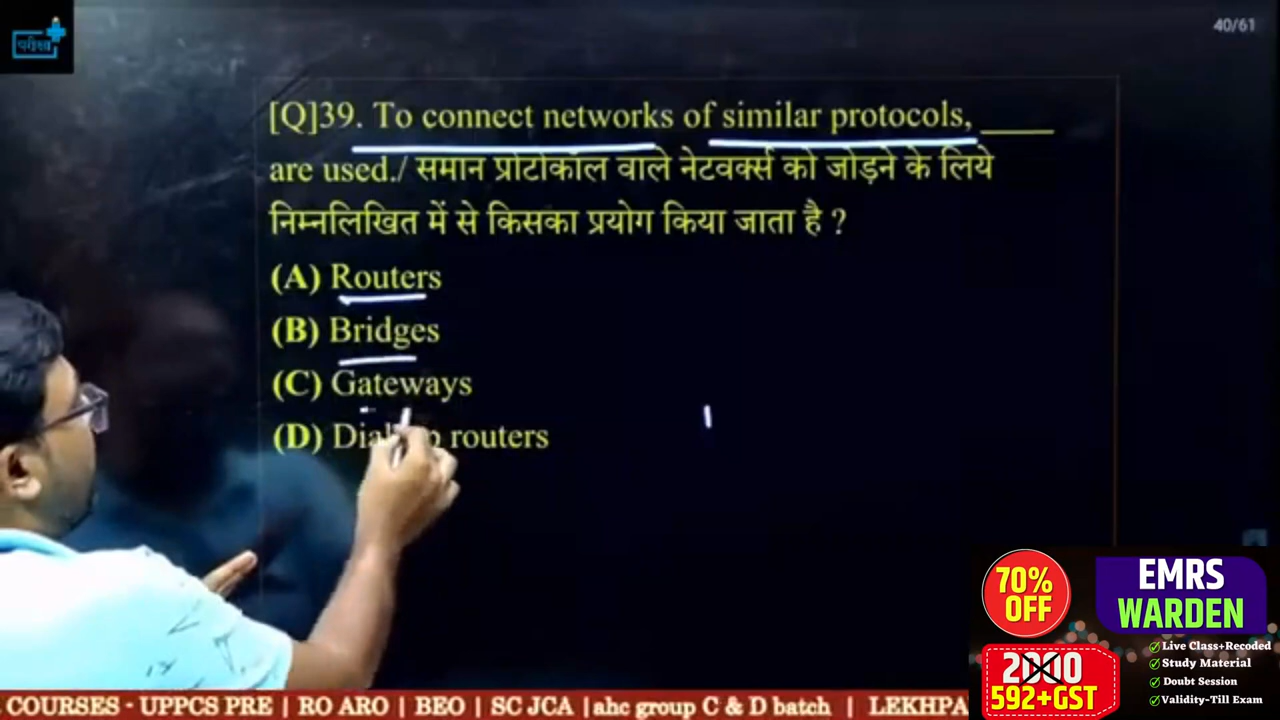 परीक्षा
40/61
[Q]39. To connect networks of similar protocols, ____
are used./ समान प्रोटोकॉल वाले नेटवर्क्स को जोड़ने के लिये
निम्नलिखित में से किसका प्रयोग किया जाता है ?
(A) Routers
(B) Bridges
(C) Gateways
(D) routers
70%
OFF
2000
592+GST
EMRS
WARDEN
Live Class+Recoded
Study Material
Doubt Session
Validity-Till Exam
COURSES - UPPCS PRE | RO ARO | BEO | SC JCA |ahc group C & D batch | LEKHPA